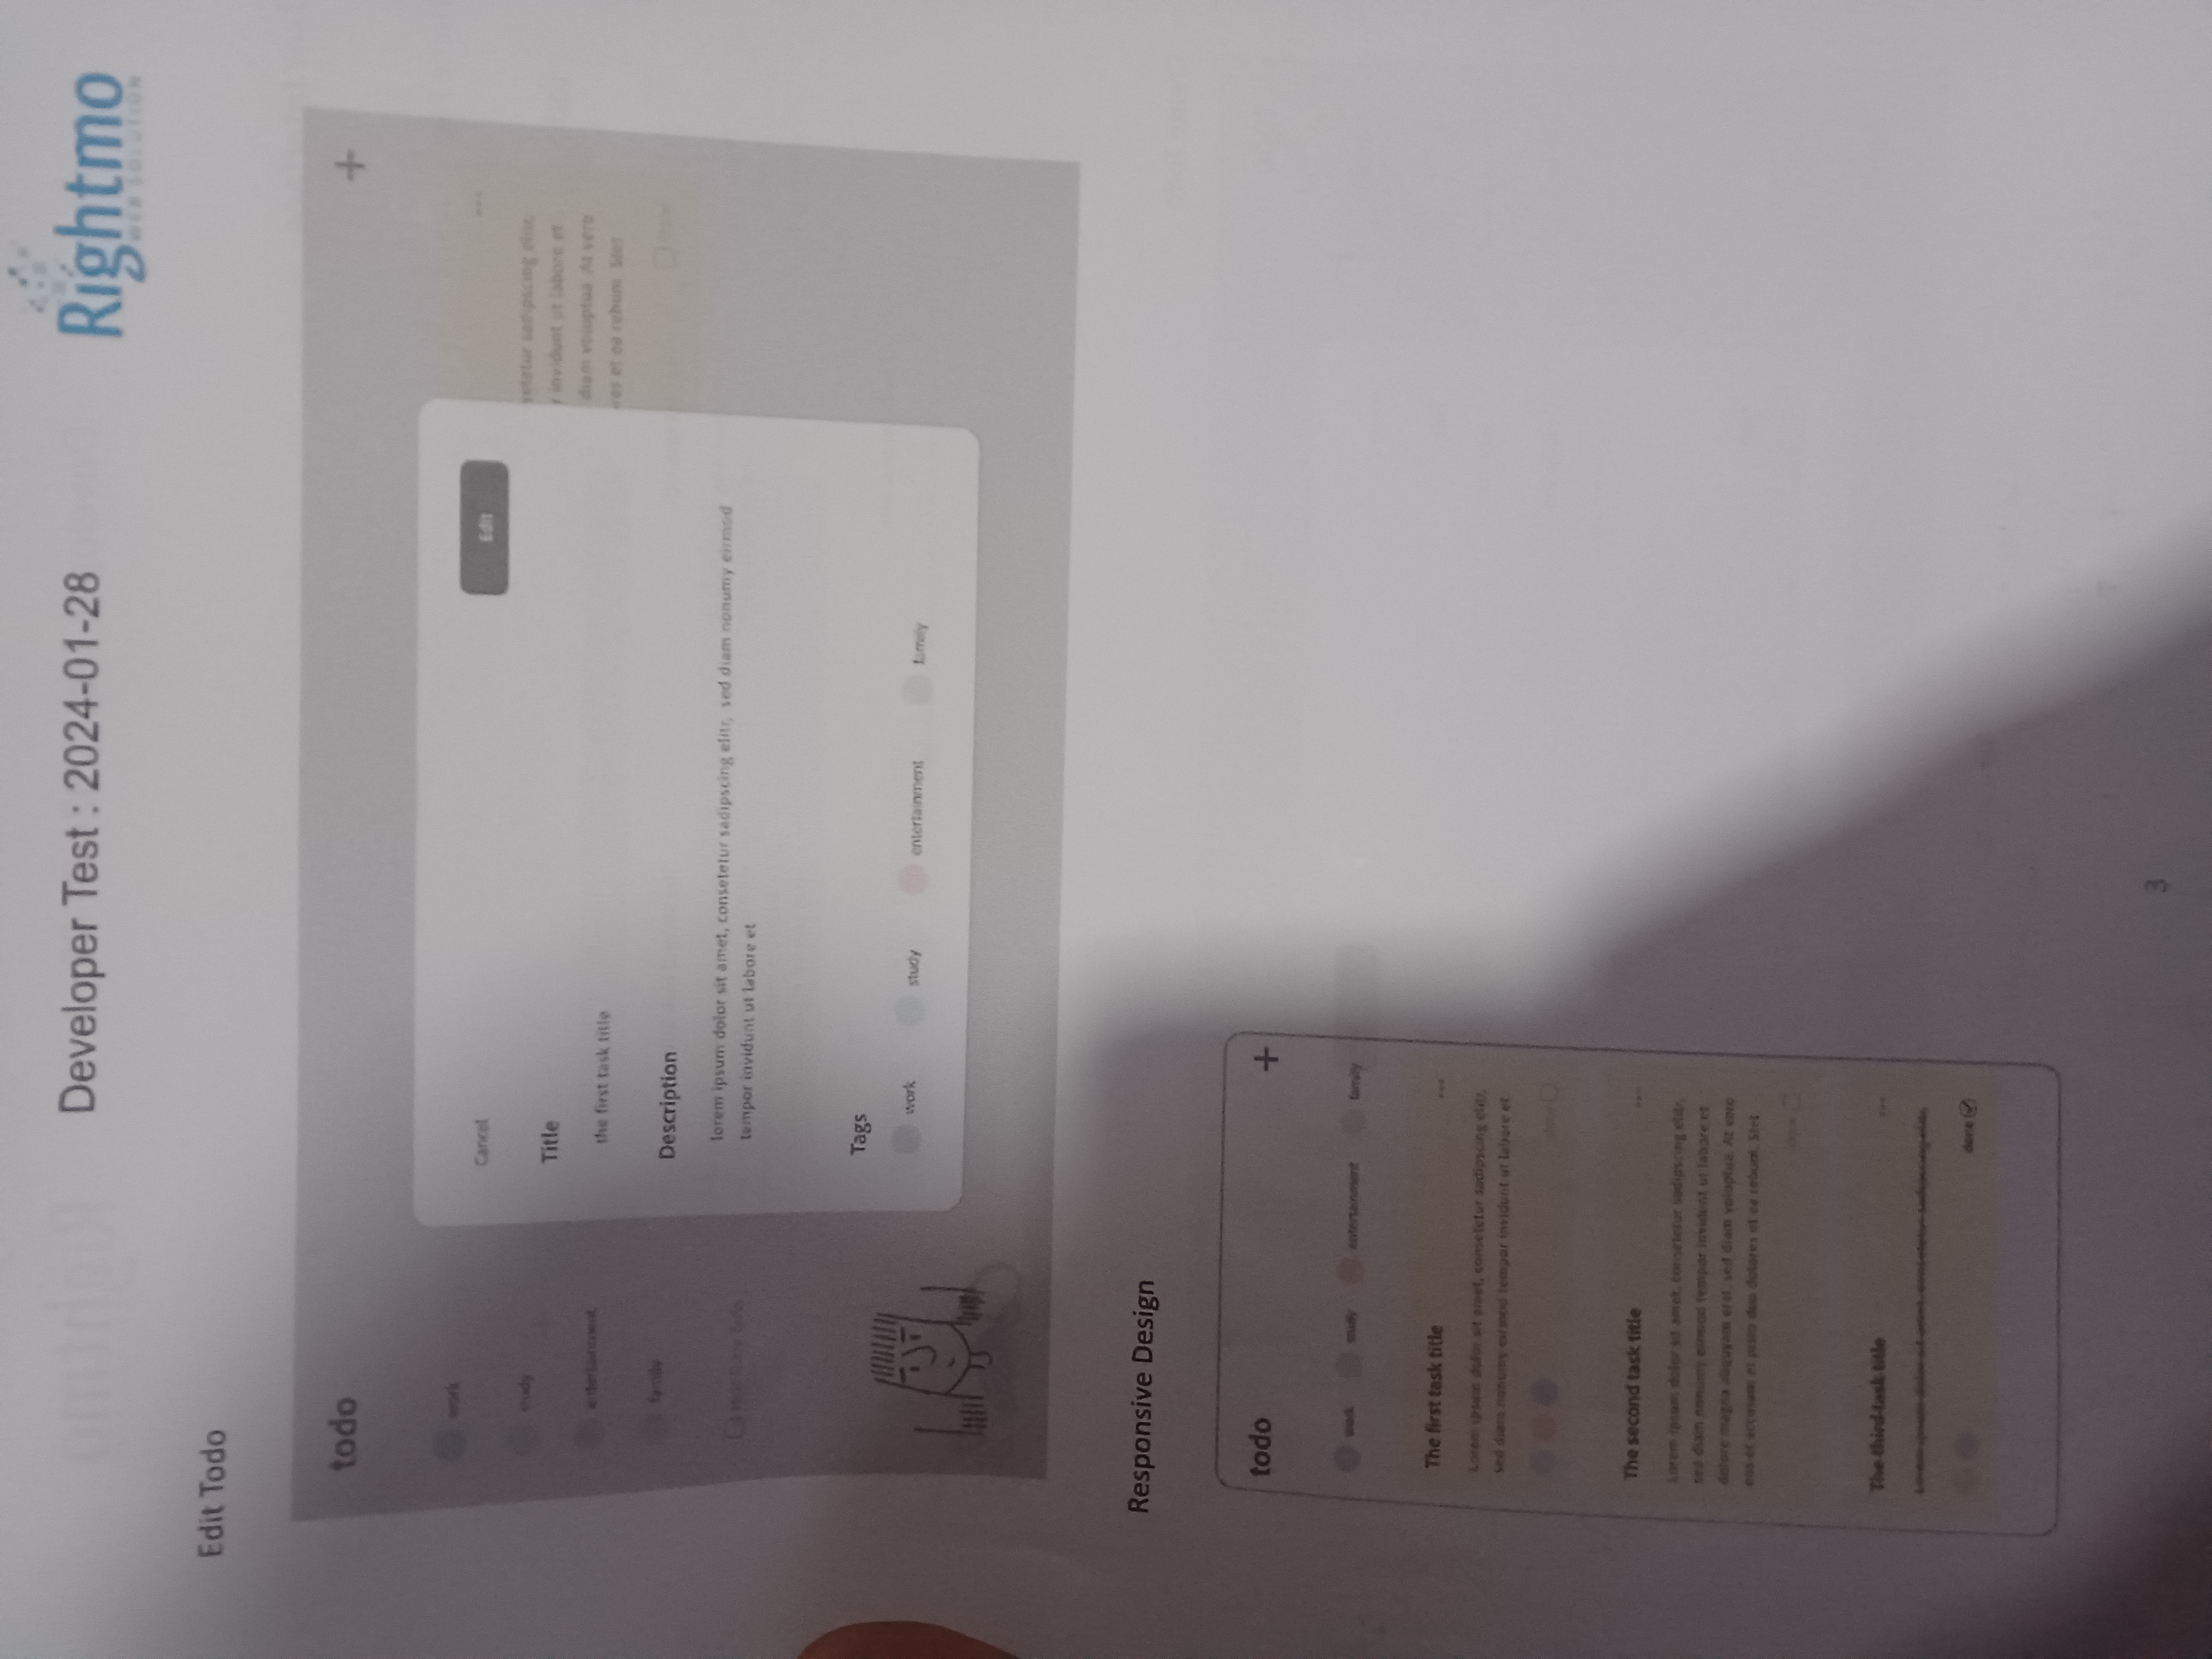 Developer Test : 2024-01-28
Rightmo
WEB SOLUTION
Edit Todo
todo
+
work
study
entertainment
family
Hide Done Tasks
Cancel
Edit
Title
the first task title
Description
lorem ipsum dolor sit amet, consetetur sadipscing elitr, sed diam nonumy eirmod
tempor invidunt ut labore et
Tags
work
study
entertainment
family
...
setetur sadipscing elitr,
r invidunt ut labore et
diam voluptua. At vero
res et ea rebum. Stet
Responsive Design
todo
+
work
study
entertainment
family
The first task title
...
Lorem ipsum dolor sit amet, consetetur sadipscing elitr,
sed diam nonumy eirmod tempor invidunt ut labore et
done
The second task title
...
Lorem ipsum dolor sit amet, consetetur sadipscing elitr,
sed diam nonumy eirmod tempor invidunt ut labore et
dolore magna aliquyam erat, sed diam voluptua. At vero
eos et accusam et justo duo dolores et ea rebum. Stet
done
The third task title
...
Lorem ipsum dolor sit amet, consetetur sadipscing elitr,
done
3